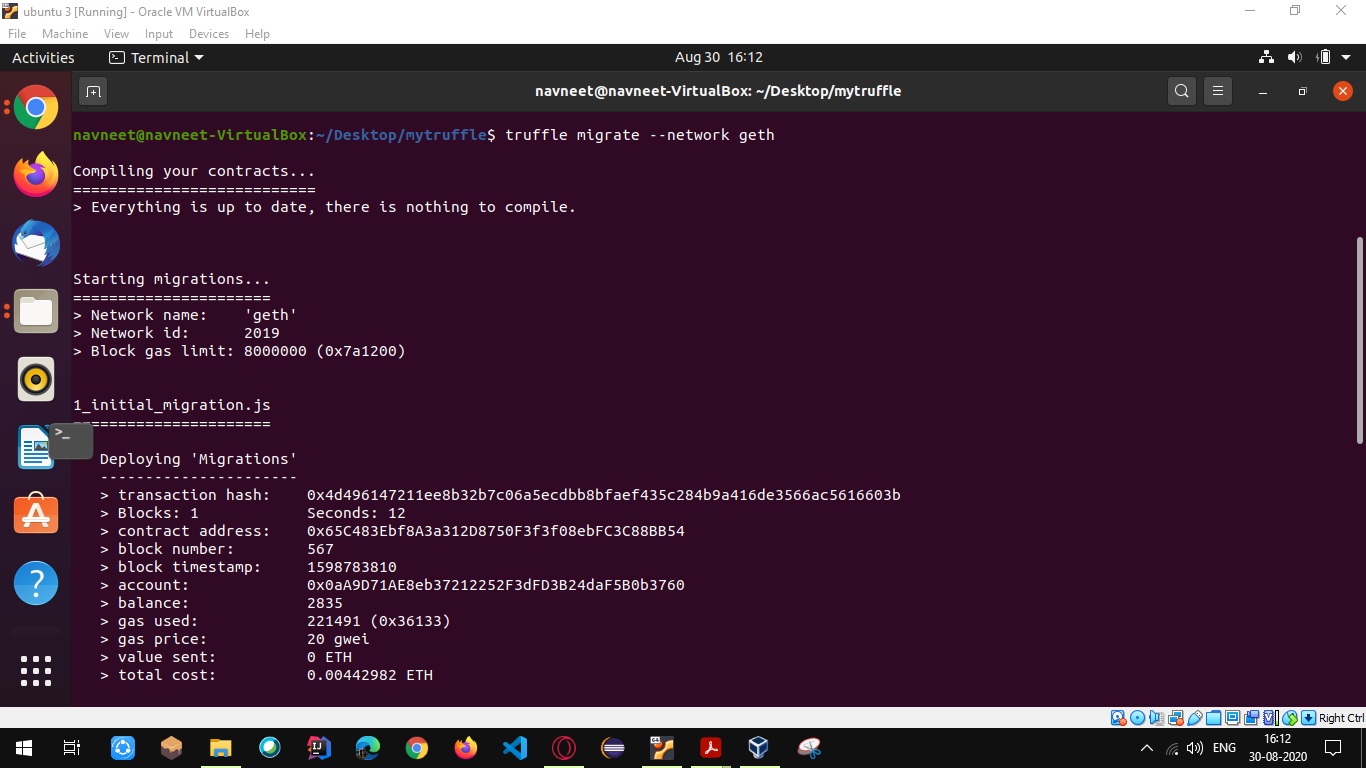 ubuntu 3 [Running] - Oracle VM VirtualBox
File Machine View Input Devices Help
Activities Terminal Aug 30 16:12
navneet@navneet-VirtualBox: ~/Desktop/mytruffle
navneet@navneet-VirtualBox:~/Desktop/mytruffle$ truffle migrate --network geth
Compiling your contracts...
===========================
> Everything is up to date, there is nothing to compile.
Starting migrations...
======================
> Network name:    'geth'
> Network id:      2019
> Block gas limit: 8000000 (0x7a1200)
1_initial_migration.js
======================
Deploying 'Migrations'
----------------------
> transaction hash:    0x4d496147211ee8b32b7c06a5ecdbb8bfaef435c284b9a416de3566ac5616603b
> Blocks: 1            Seconds: 12
> contract address:    0x65C483Ebf8A3a312D8750F3f3f08ebFC3C88BB54
> block number:        567
> block timestamp:     1598783810
> account:             0x0aA9D71AE8eb37212252F3dFD3B24daF5B0b3760
> balance:             2835
> gas used:            221491 (0x36133)
> gas price:           20 gwei
> value sent:          0 ETH
> total cost:          0.00442982 ETH
Right Ctrl
ENG
16:12
30-08-2020